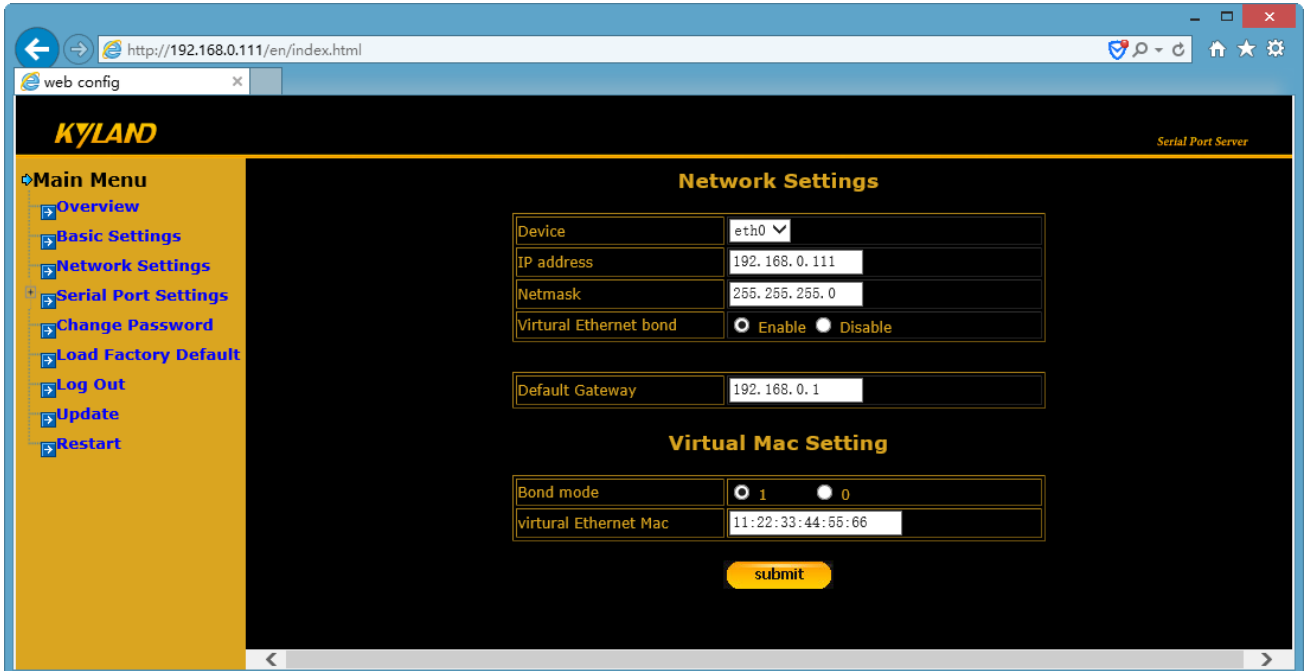 http://192.168.0.111/en/index.html
web config
KYLAND
Serial Port Server
Main Menu
Overview
Basic Settings
Network Settings
Serial Port Settings
Change Password
Load Factory Default
Log Out
Update
Restart
Network Settings
Device eth0
IP address 192.168.0.111
Netmask 255.255.255.0
Virtural Ethernet bond Enable Disable
Default Gateway 192.168.0.1
Virtual Mac Setting
Bond mode 1 0
virtural Ethernet Mac 11:22:33:44:55:66
submit